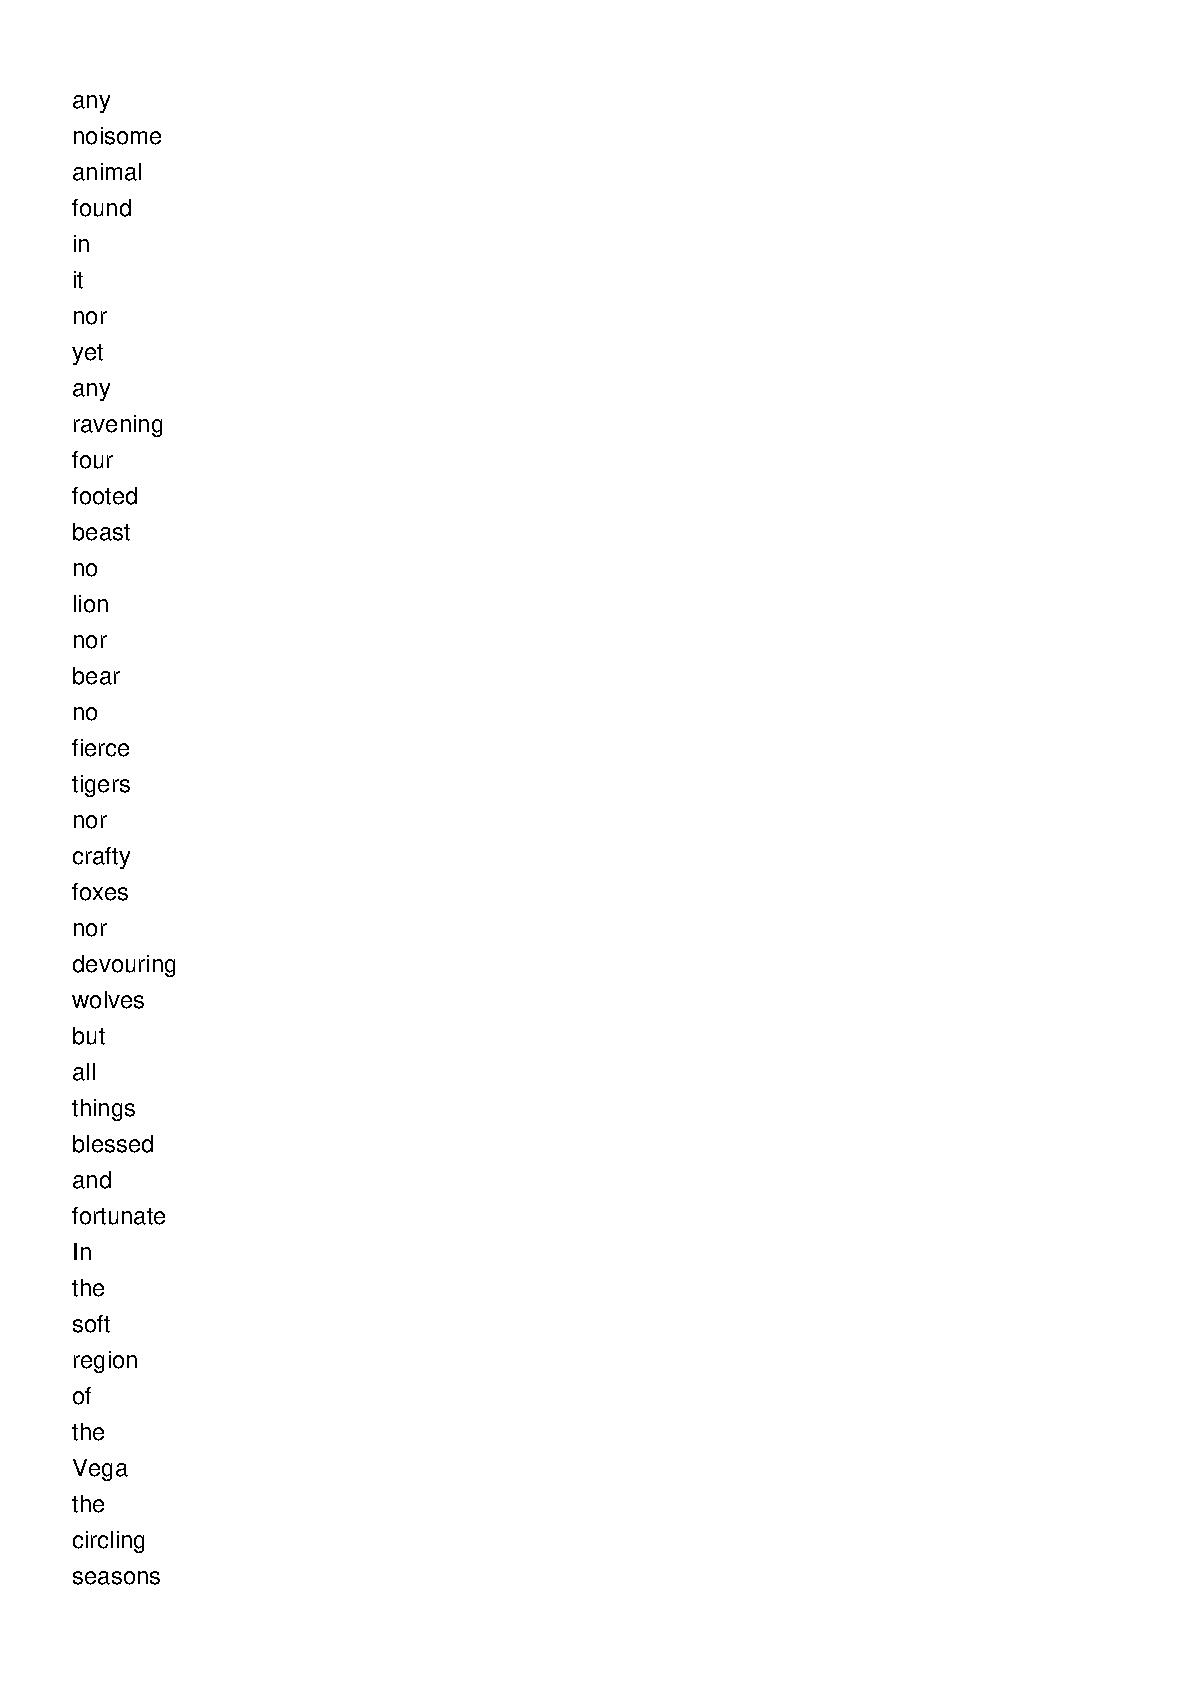 any
noisome
animal
found
in
it
nor
yet
any
ravening
four
footed
beast
no
lion
nor
bear
no
fierce
tigers
nor
crafty
foxes
nor
devouring
wolves
but
all
things
blessed
and
fortunate
In
the
soft
region
of
the
Vega
the
circling
seasons